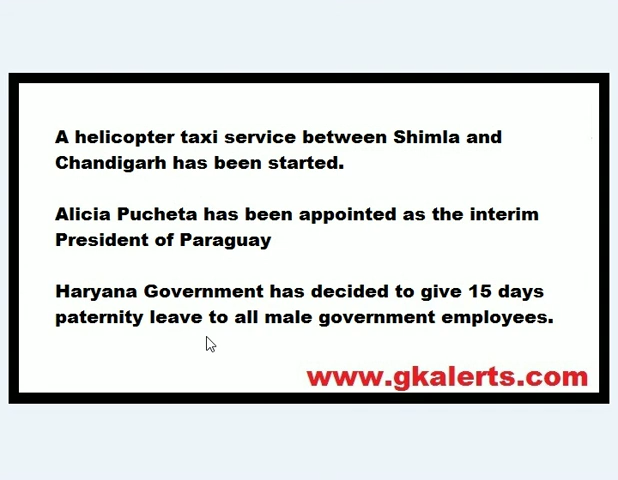 A helicopter taxi service between Shimla and
Chandigarh has been started.
Alicia Pucheta has been appointed as the interim
President of Paraguay
Haryana Government has decided to give 15 days
paternity leave to all male government employees.
www.gkalerts.com